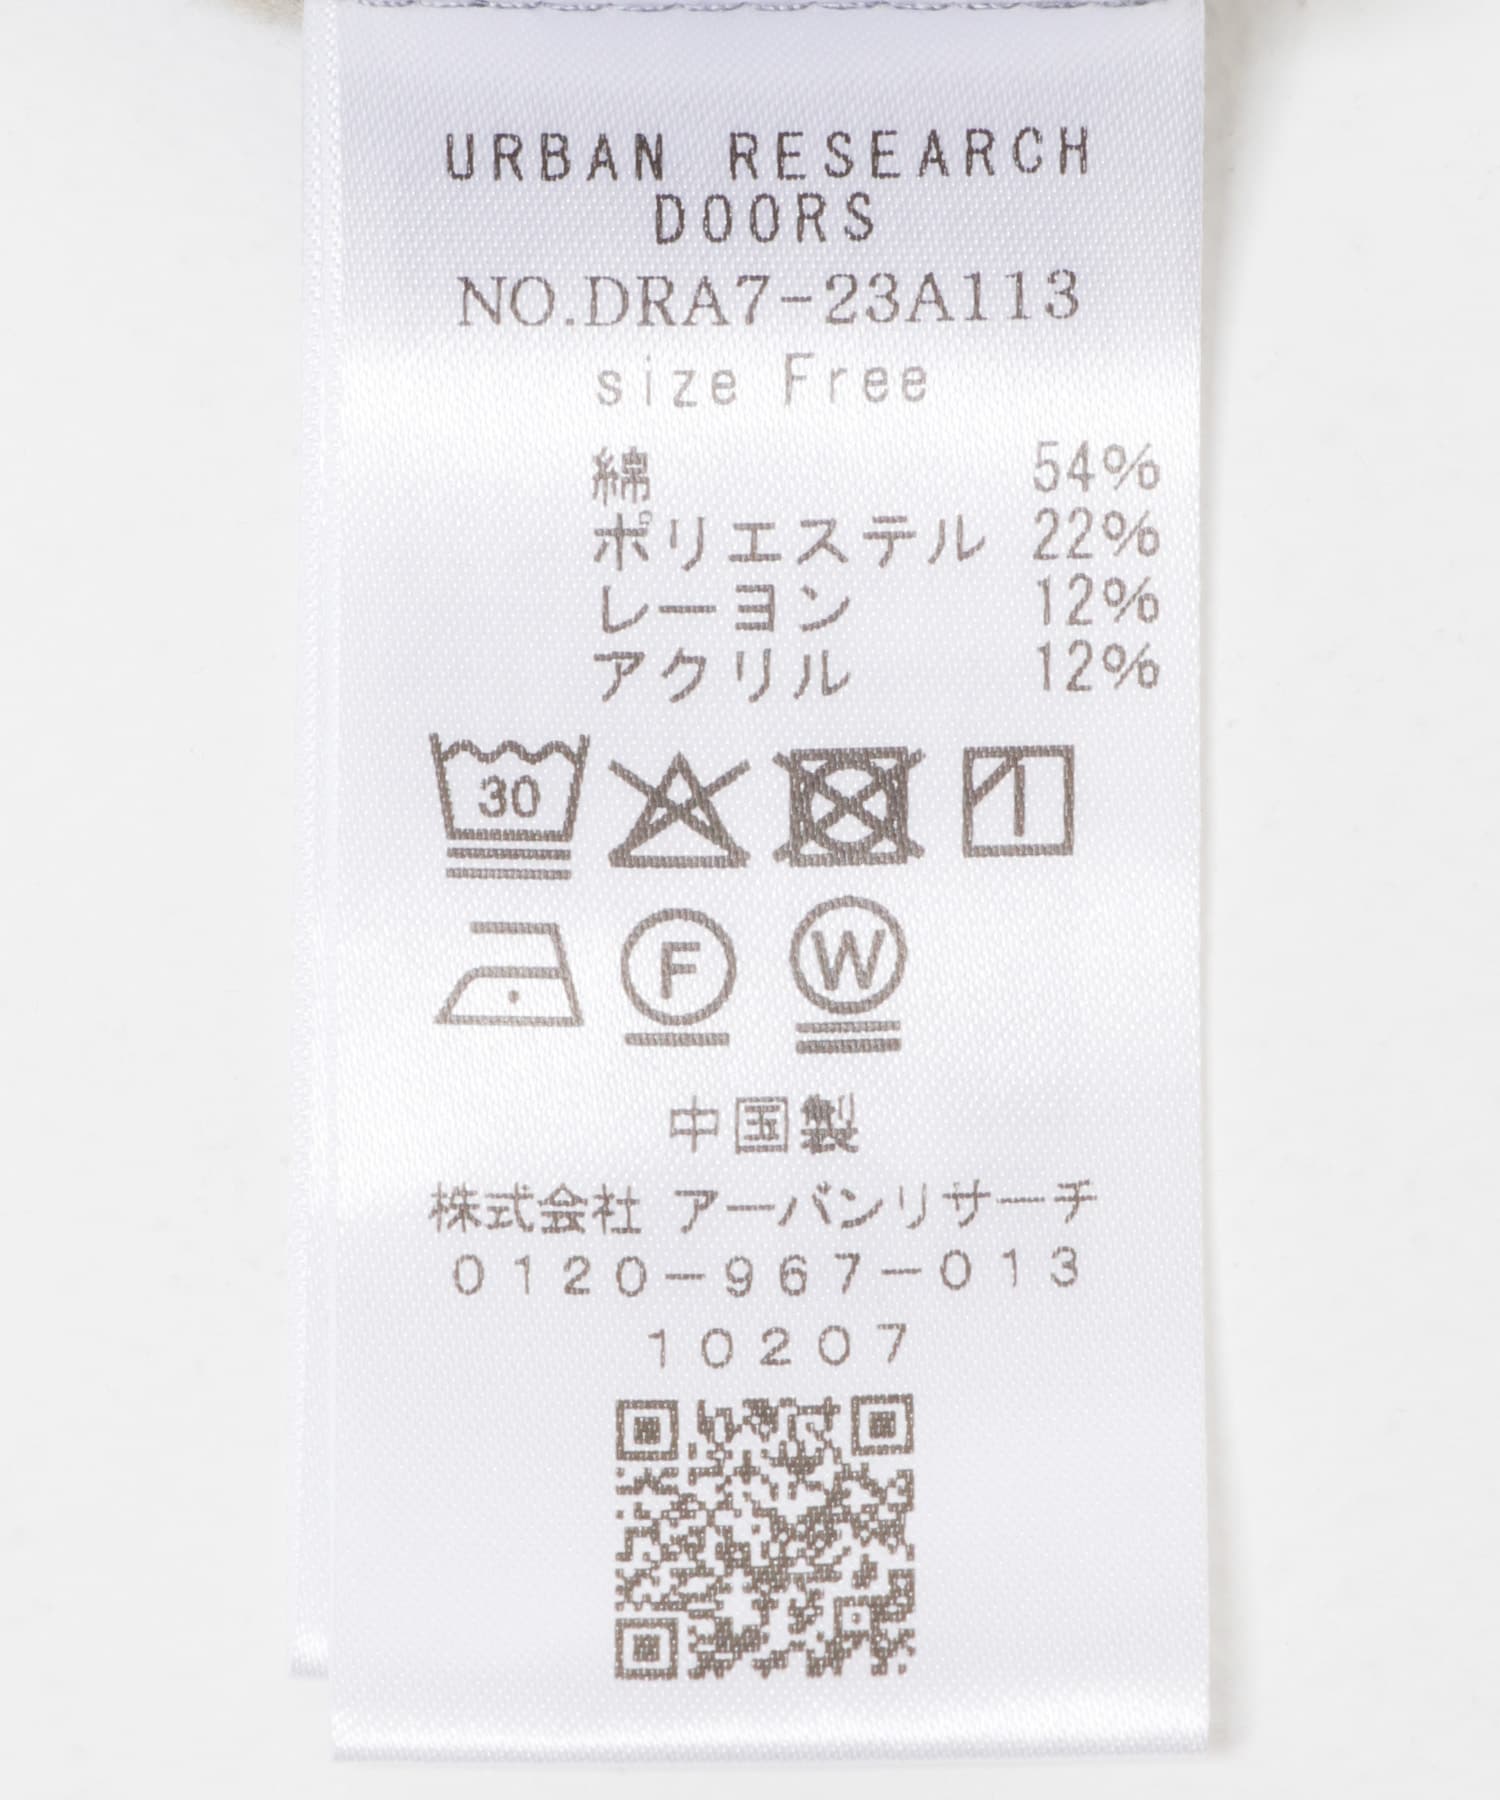 URBAN RESEARCH
DOORS
NO.DRA7-23A113
size Free
綿 54%
ポリエステル 22%
レーヨン 12%
アクリル 12%
30
F W
中国製
株式会社 アーバンリサーチ
0120-967-013
10207